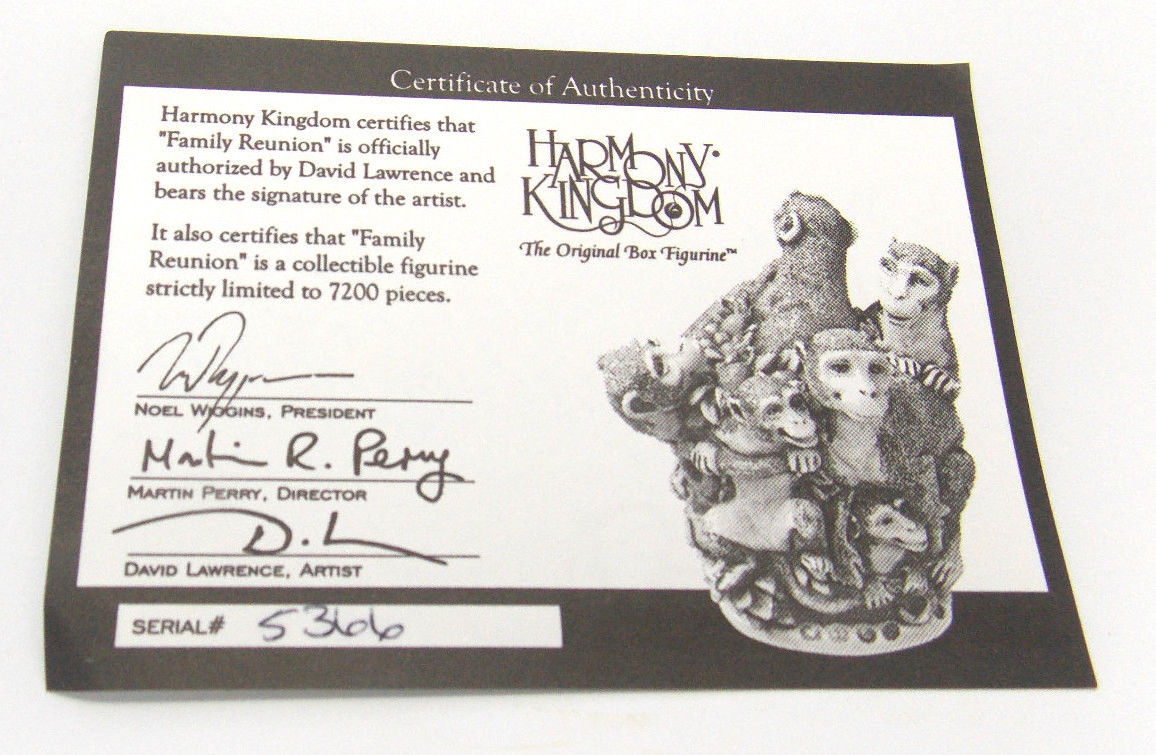 Certificate of Authenticity
Harmony Kingdom certifies that
"Family Reunion" is officially
authorized by David Lawrence and
bears the signature of the artist.
It also certifies that "Family
Reunion" is a collectible figurine
strictly limited to 7200 pieces.
NOEL WIGGINS, PRESIDENT
Martin R. Perry
MARTIN PERRY, DIRECTOR
D. L
DAVID LAWRENCE, ARTIST
SERIAL# 5366
HARMONY
KINGDOM
The Original Box Figurine™